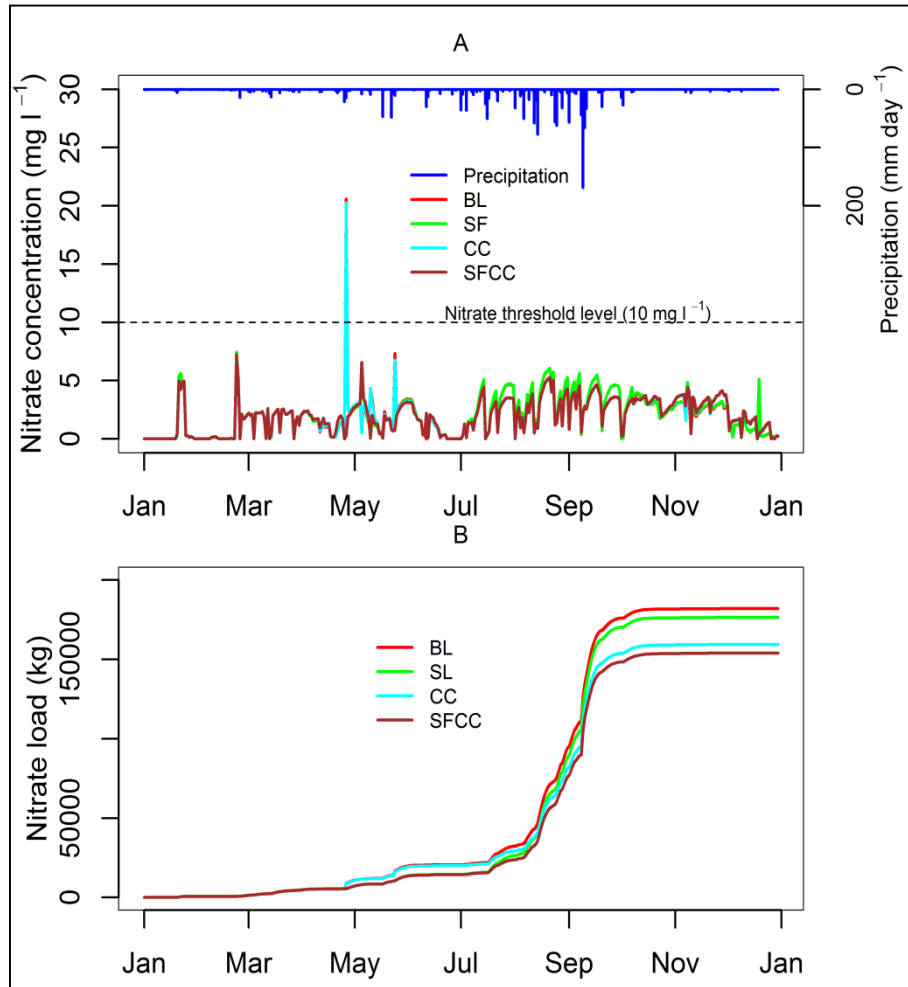 A
Nitrate concentration (mg l⁻¹)
30
25
20
15
10
5
0
Precipitation (mm day⁻¹)
0
200
Precipitation
BL
SF
CC
SFCC
Nitrate threshold level (10 mg l⁻¹)
Jan Mar May Jul Sep Nov Jan
B
Nitrate load (kg)
150000
50000
0
BL
SL
CC
SFCC
Jan Mar May Jul Sep Nov Jan